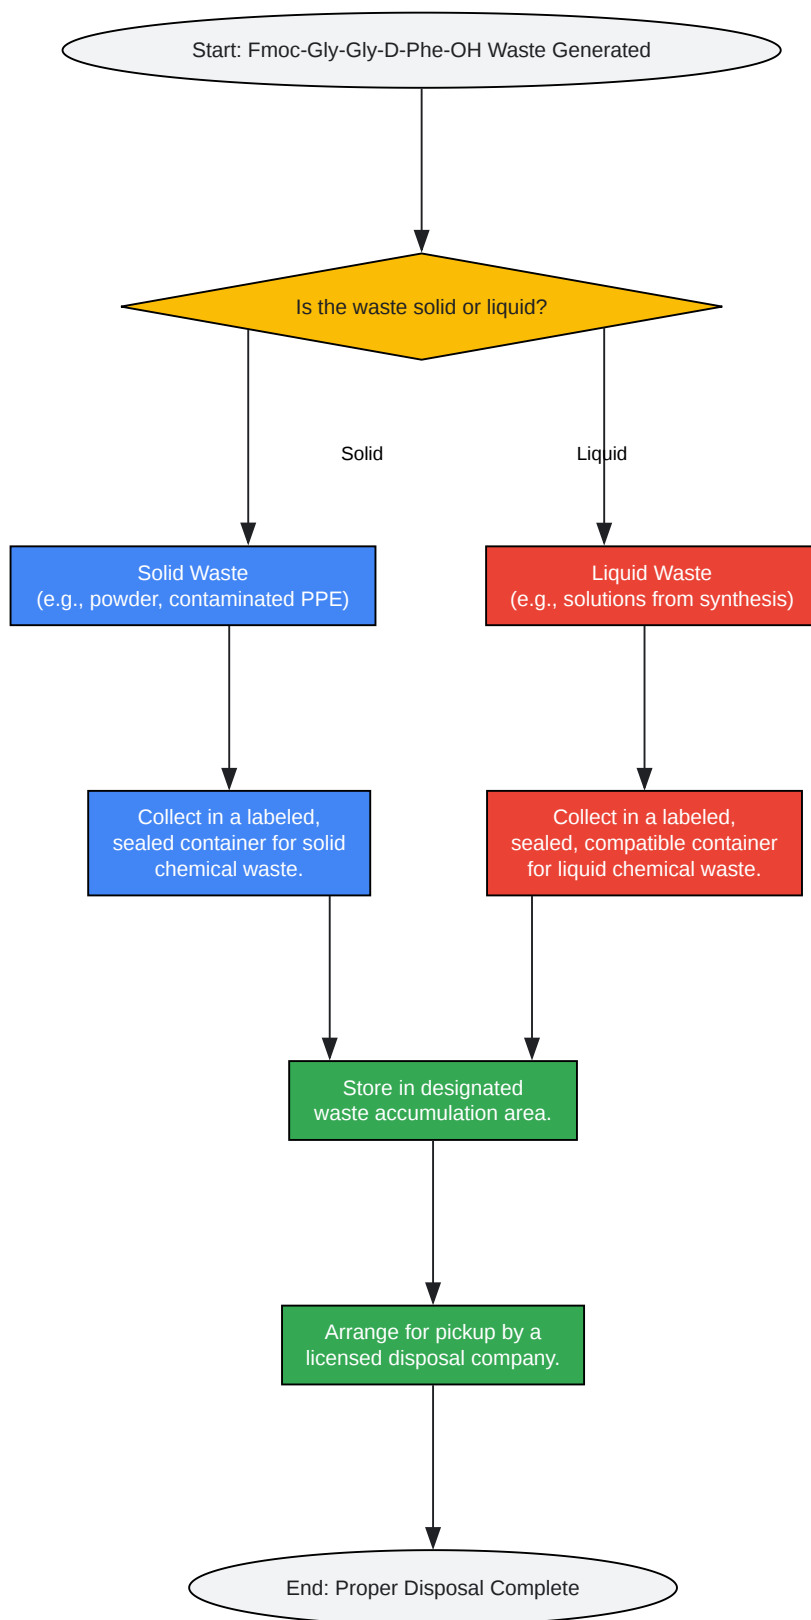 Start: Fmoc-Gly-Gly-D-Phe-OH Waste Generated
Is the waste solid or liquid?
Solid
Liquid
Solid Waste
(e.g., powder, contaminated PPE)
Liquid Waste
(e.g., solutions from synthesis)
Collect in a labeled,
sealed container for solid
chemical waste.
Collect in a labeled,
sealed, compatible container
for liquid chemical waste.
Store in designated
waste accumulation area.
Arrange for pickup by a
licensed disposal company.
End: Proper Disposal Complete